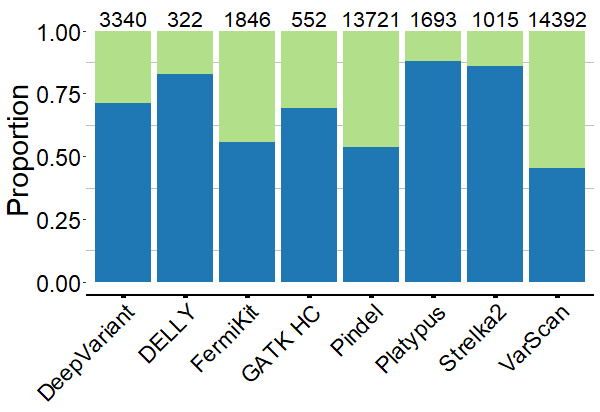 3340 322 1846 552 13721 1693 1015 14392
Proportion
1.00
0.75
0.50
0.25
0.00
DeepVariant
DELLY
FermiKit
GATK HC
Pindel
Platypus
Strelka2
VarScan